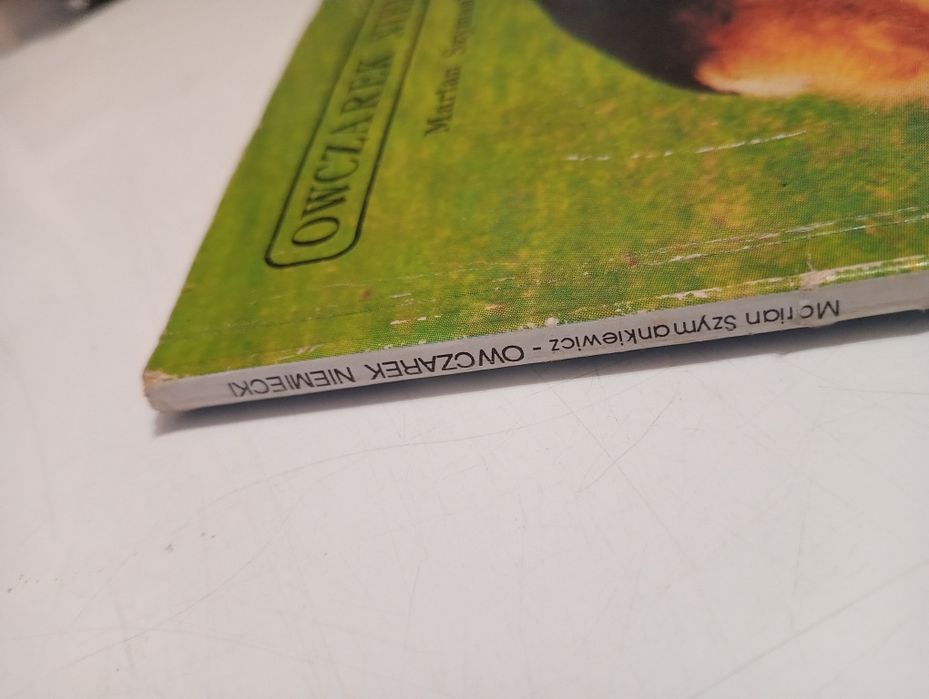 OWCZAREK
Marian
Marian Szymankiewicz - OWCZAREK NIEMIECKI